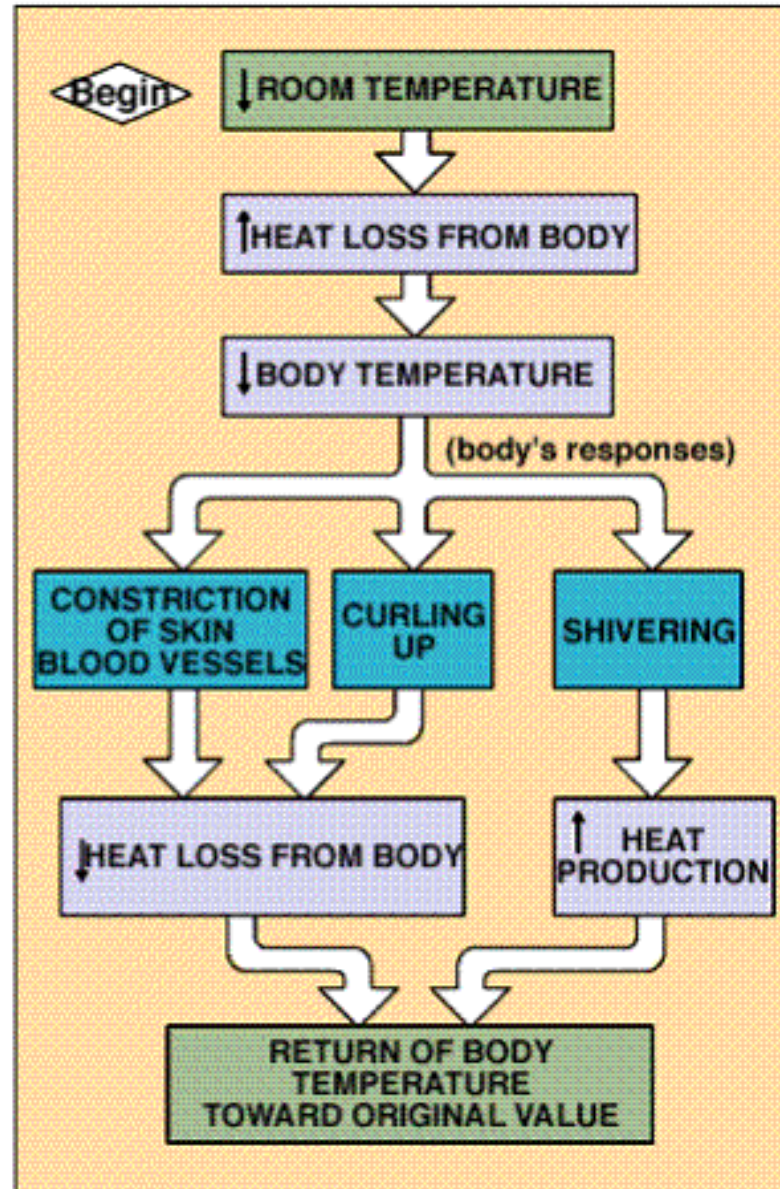 Begin
↓ROOM TEMPERATURE
↑HEAT LOSS FROM BODY
↓BODY TEMPERATURE
(body's responses)
CONSTRICTION
OF SKIN
BLOOD VESSELS
CURLING
UP
SHIVERING
↓HEAT LOSS FROM BODY
↑ HEAT
PRODUCTION
RETURN OF BODY
TEMPERATURE
TOWARD ORIGINAL VALUE